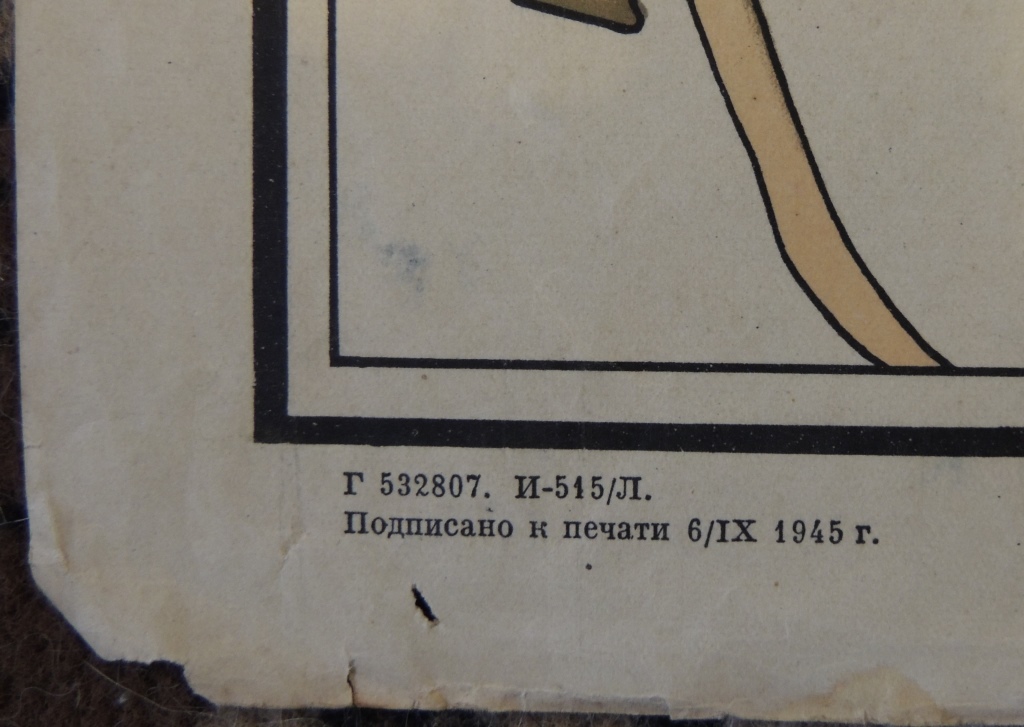 Г 532807. И-515/Л.
Подписано к печати 6/IX 1945 г.